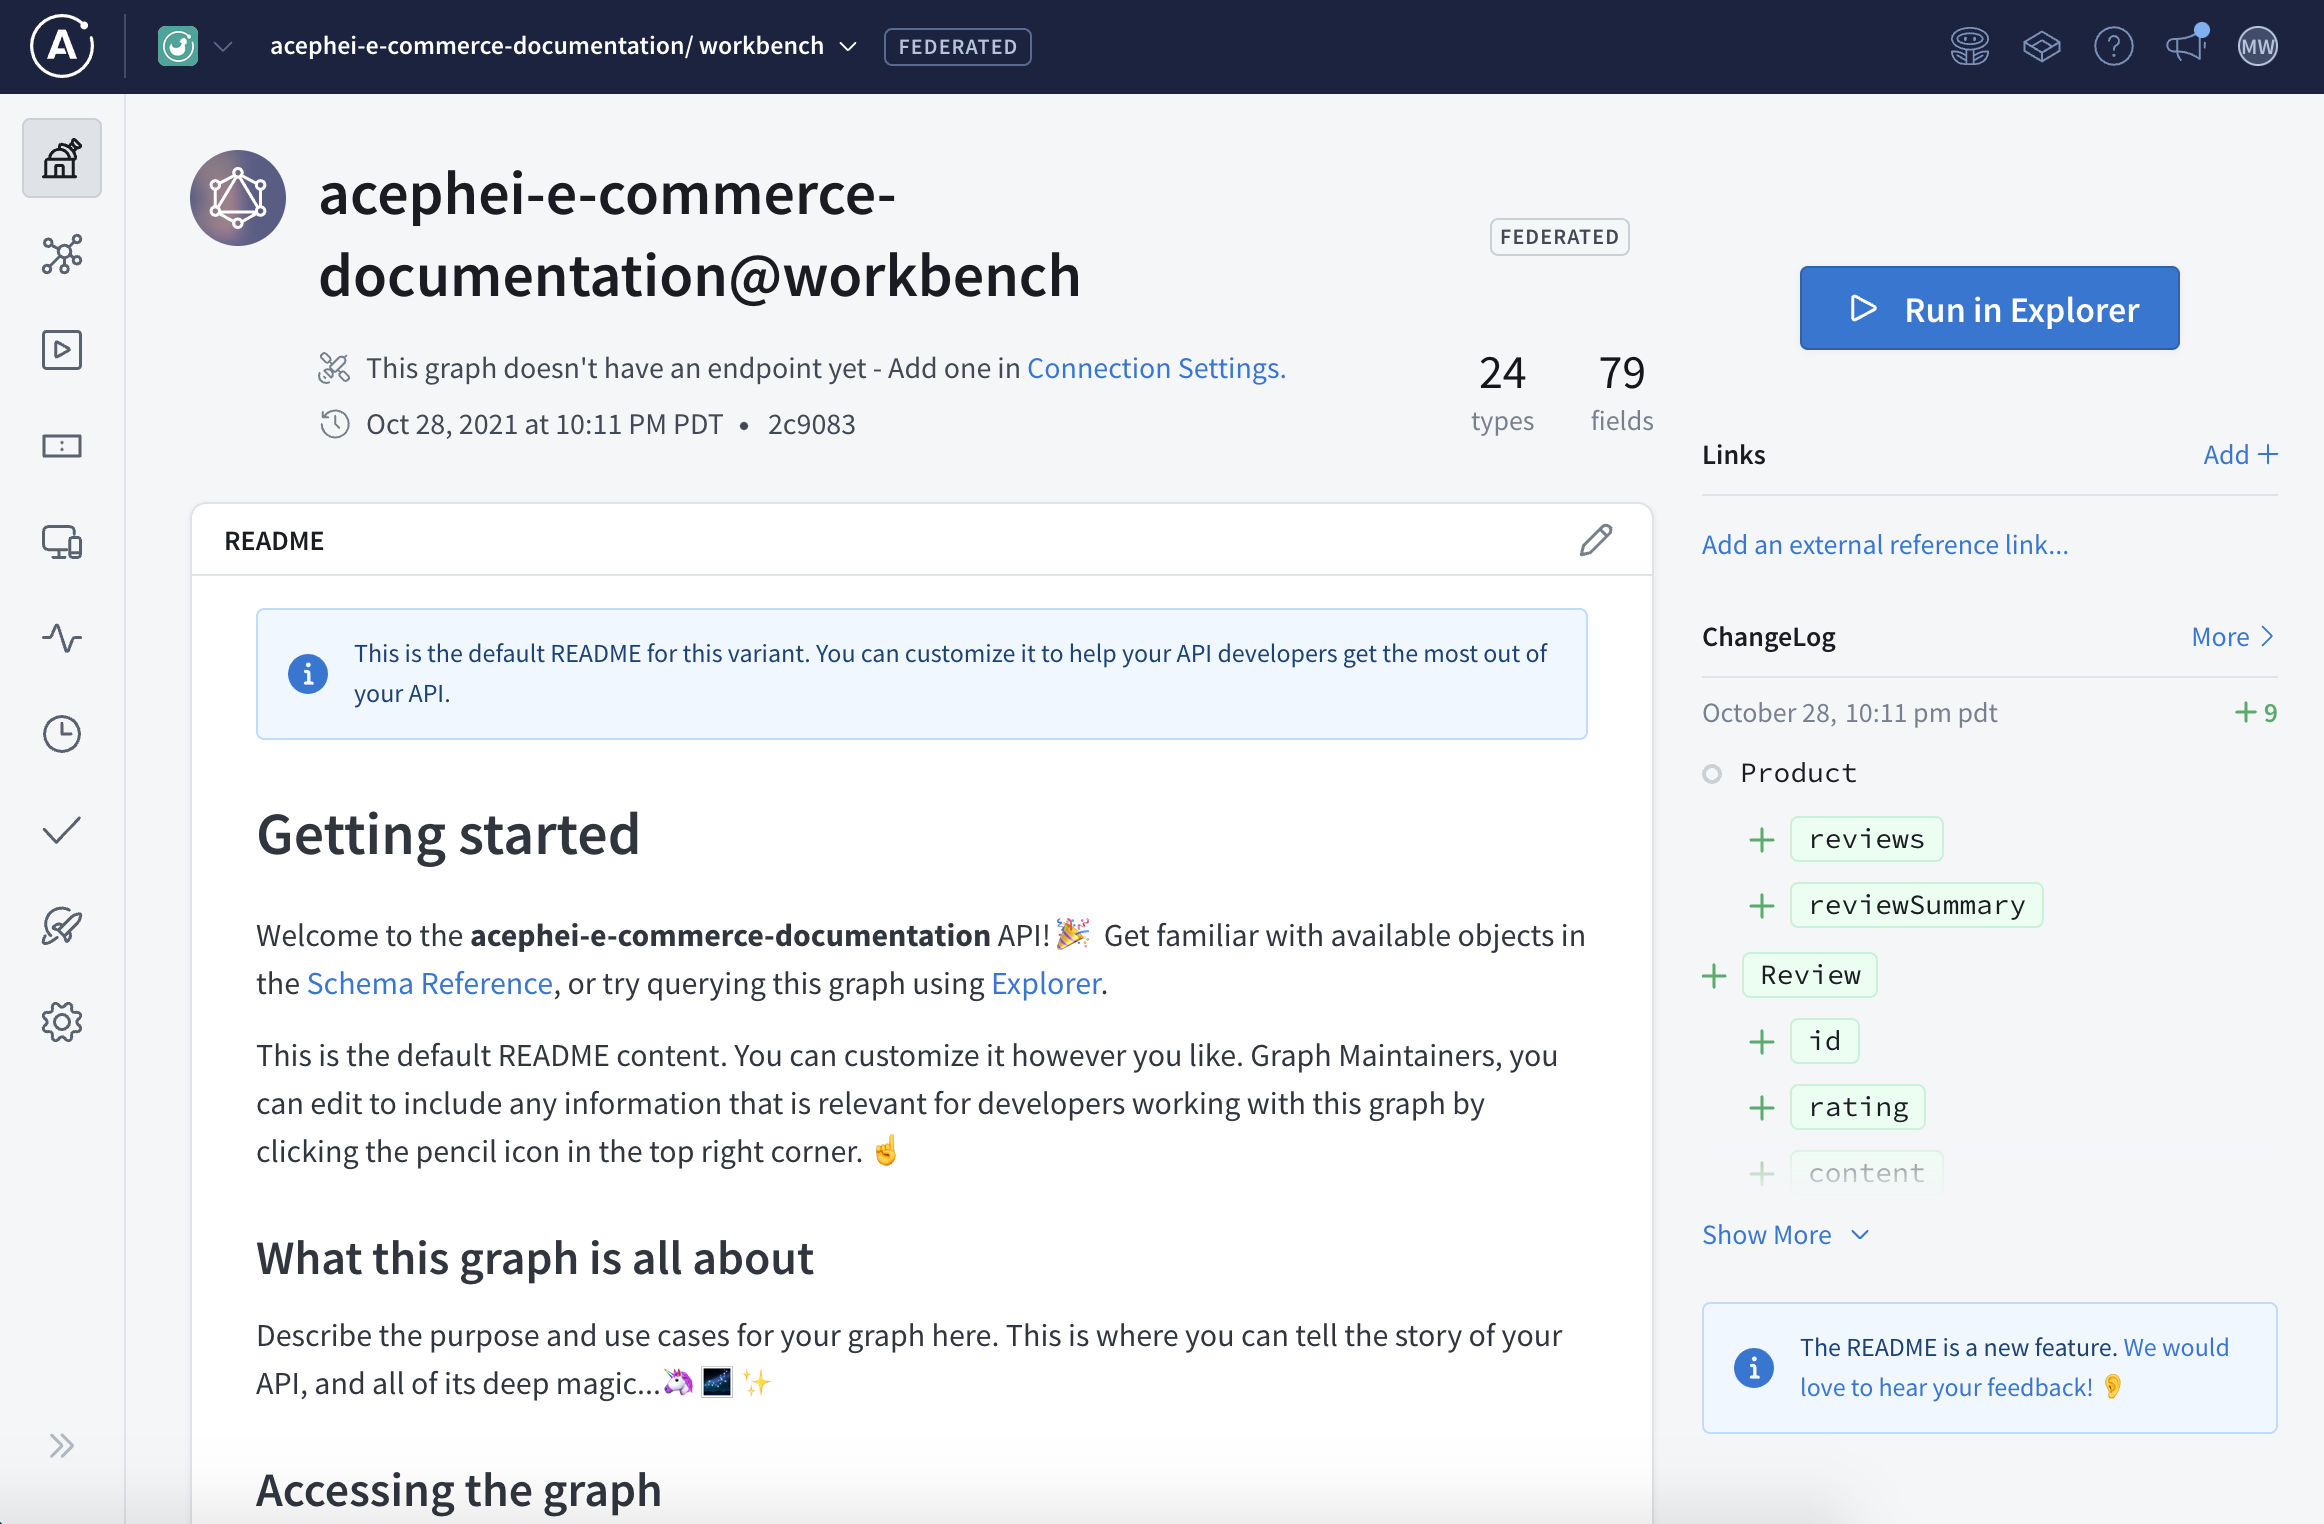 acephei-e-commerce-documentation/ workbench
FEDERATED
MW
acephei-e-commerce-
documentation@workbench
FEDERATED
This graph doesn't have an endpoint yet - Add one in Connection Settings.
Oct 28, 2021 at 10:11 PM PDT • 2c9083
24
types
79
fields
Run in Explorer
README
This is the default README for this variant. You can customize it to help your API developers get the most out of
your API.
Getting started
Welcome to the acephei-e-commerce-documentation API!🎉 Get familiar with available objects in
the Schema Reference, or try querying this graph using Explorer.
This is the default README content. You can customize it however you like. Graph Maintainers, you
can edit to include any information that is relevant for developers working with this graph by
clicking the pencil icon in the top right corner. ☝️
What this graph is all about
Describe the purpose and use cases for your graph here. This is where you can tell the story of your
API, and all of its deep magic...🦄 🌌 ✨
Accessing the graph
Links
Add +
Add an external reference link...
ChangeLog
More
October 28, 10:11 pm pdt
+ 9
Product
+ reviews
+ reviewSummary
+ Review
+ id
+ rating
+ content
Show More
The README is a new feature. We would
love to hear your feedback! 👂